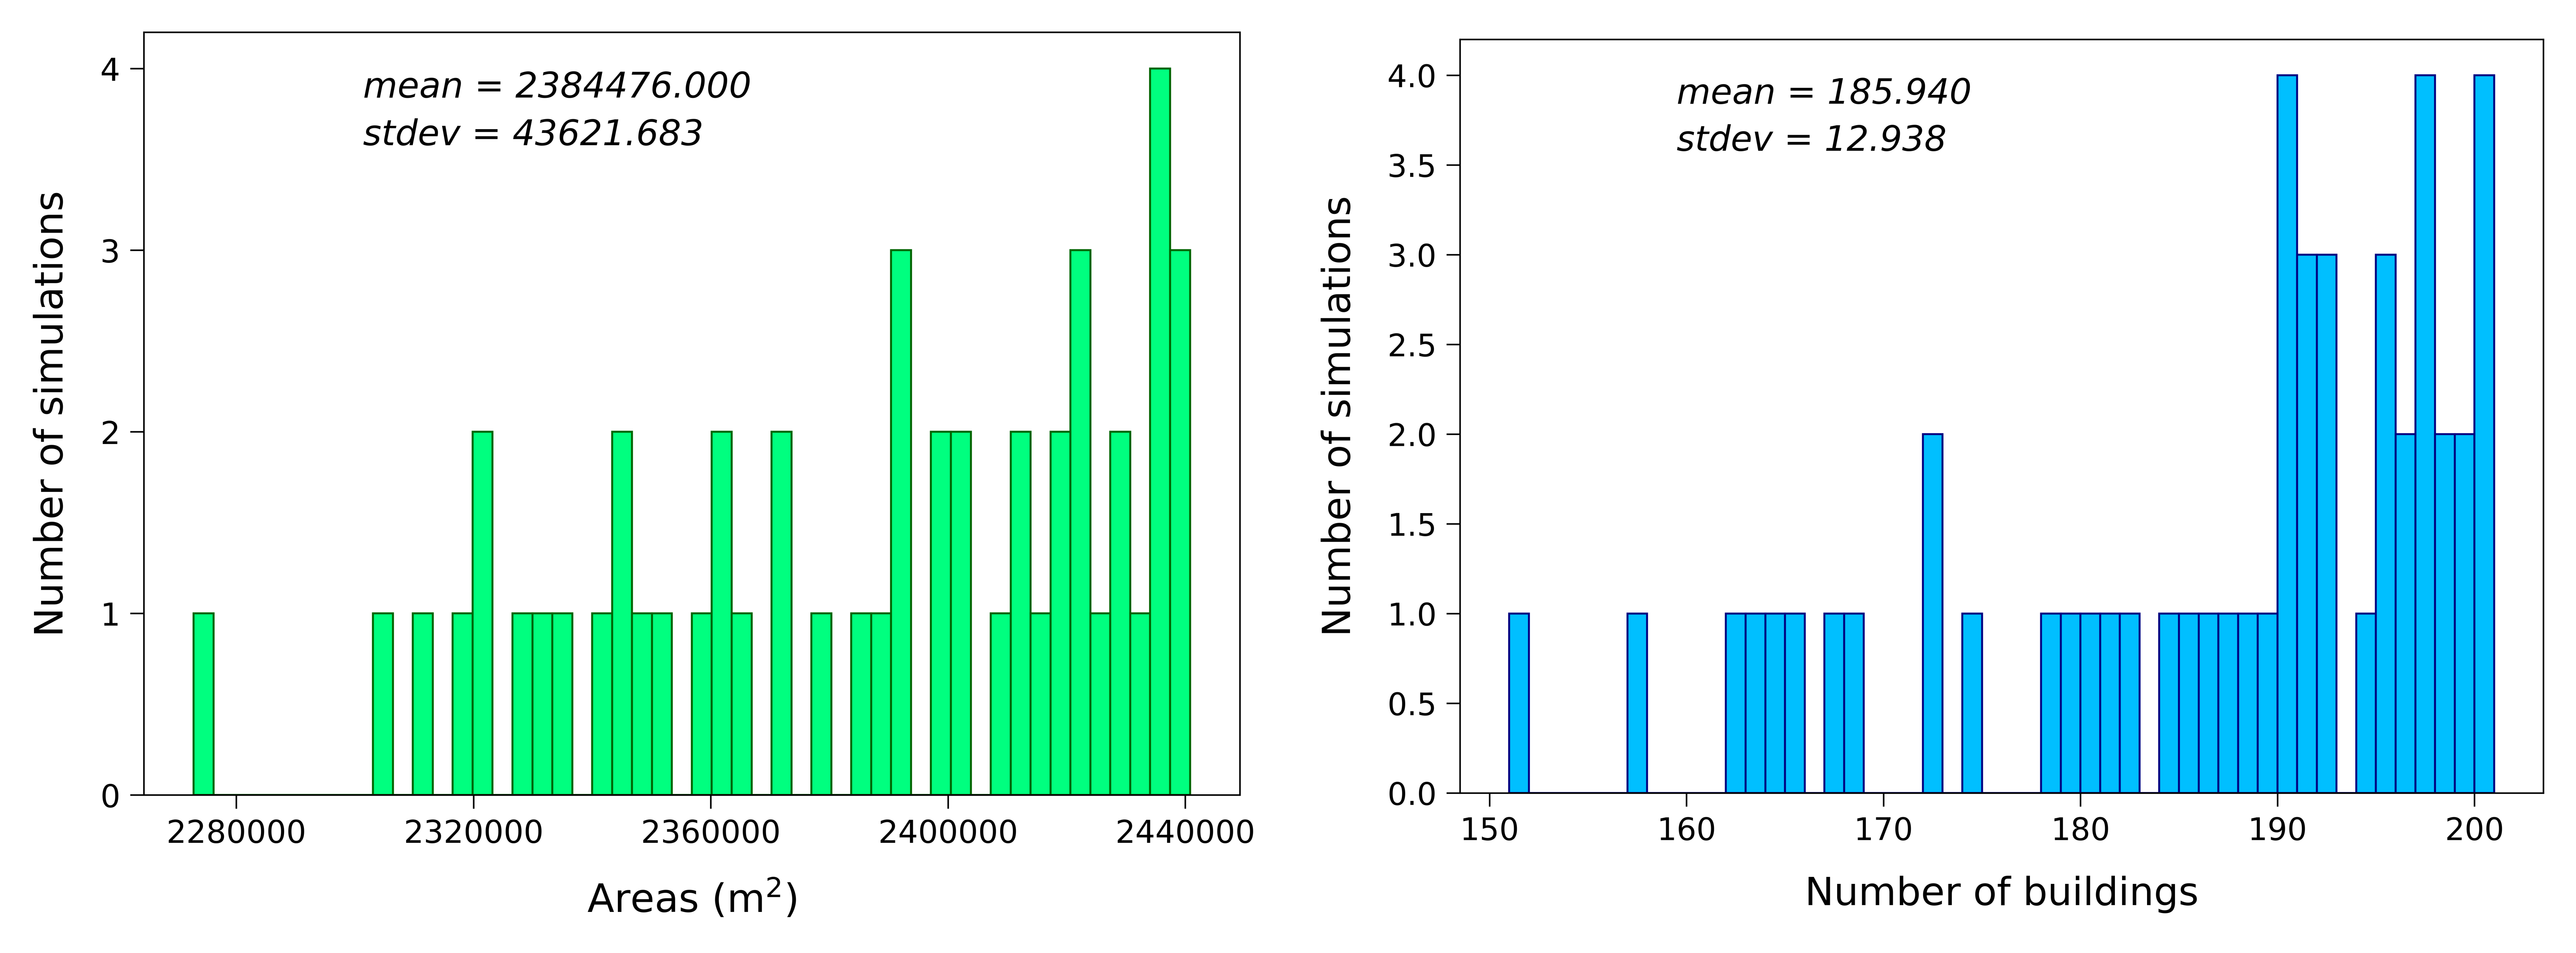 mean = 2384476.000
stdev = 43621.683
Number of simulations
4
3
2
1
0
2280000 2320000 2360000 2400000 2440000
Areas (m²)
mean = 185.940
stdev = 12.938
Number of simulations
4.0
3.5
3.0
2.5
2.0
1.5
1.0
0.5
0.0
150 160 170 180 190 200
Number of buildings